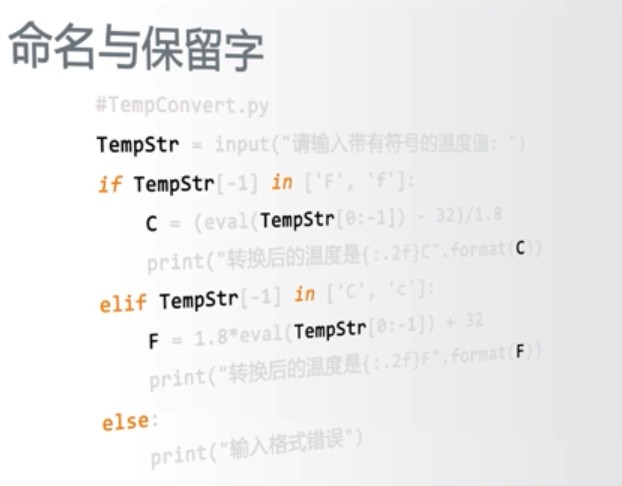 命名与保留字
#TempConvert.py
TempStr = input("请输入带有符号的温度值: ")
if TempStr[-1] in ['F', 'f']:
    C = (eval(TempStr[0:-1]) - 32)/1.8
    print("转换后的温度是{:.2f}C".format(C))
elif TempStr[-1] in ['C', 'c']:
    F = 1.8*eval(TempStr[0:-1]) + 32
    print("转换后的温度是{:.2f}F".format(F))
else:
    print("输入格式错误")